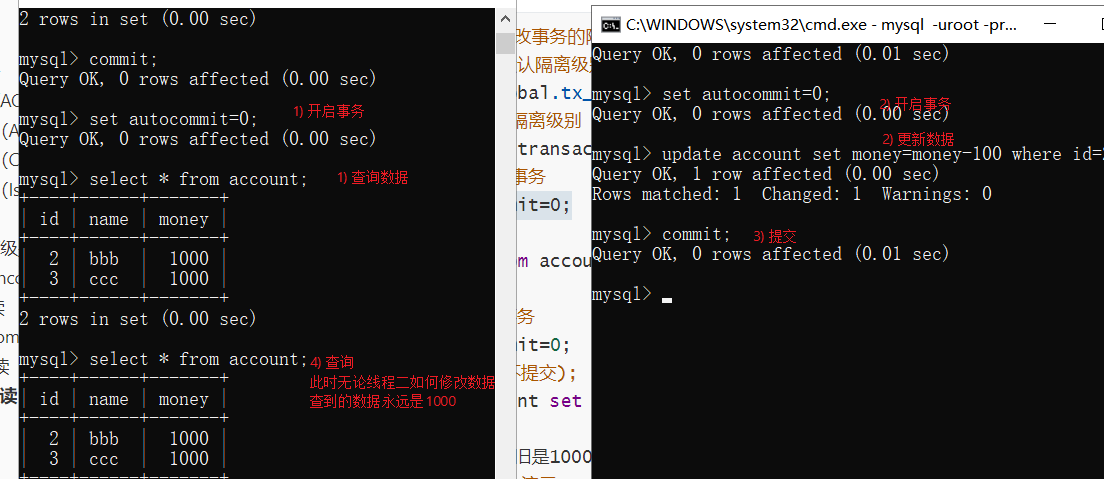 2 rows in set (0.00 sec)
mysql> commit;
Query OK, 0 rows affected (0.00 sec)
mysql> set autocommit=0;
1) 开启事务
Query OK, 0 rows affected (0.00 sec)
mysql> select * from account;
1) 查询数据
| id | name | money |
| 2 | bbb | 1000 |
| 3 | ccc | 1000 |
2 rows in set (0.00 sec)
mysql> select * from account;
4) 查询
此时无论线程二如何修改数据
查到的数据永远是1000
| id | name | money |
| 2 | bbb | 1000 |
| 3 | ccc | 1000 |
改事务的
认隔离级
bal.tx_
隔离级别
transac
事务
it=0;
om accou
务
it=0;
不提交);
nt set
旧是1000
C:\WINDOWS\system32\cmd.exe - mysql -uroot -pr...
Query OK, 0 rows affected (0.01 sec)
mysql> set autocommit=0;
2) 开启事务
Query OK, 0 rows affected (0.00 sec)
2) 更新数据
mysql> update account set money=money-100 where id=
Query OK, 1 row affected (0.00 sec)
Rows matched: 1 Changed: 1 Warnings: 0
mysql> commit;
3) 提交
Query OK, 0 rows affected (0.01 sec)
mysql>